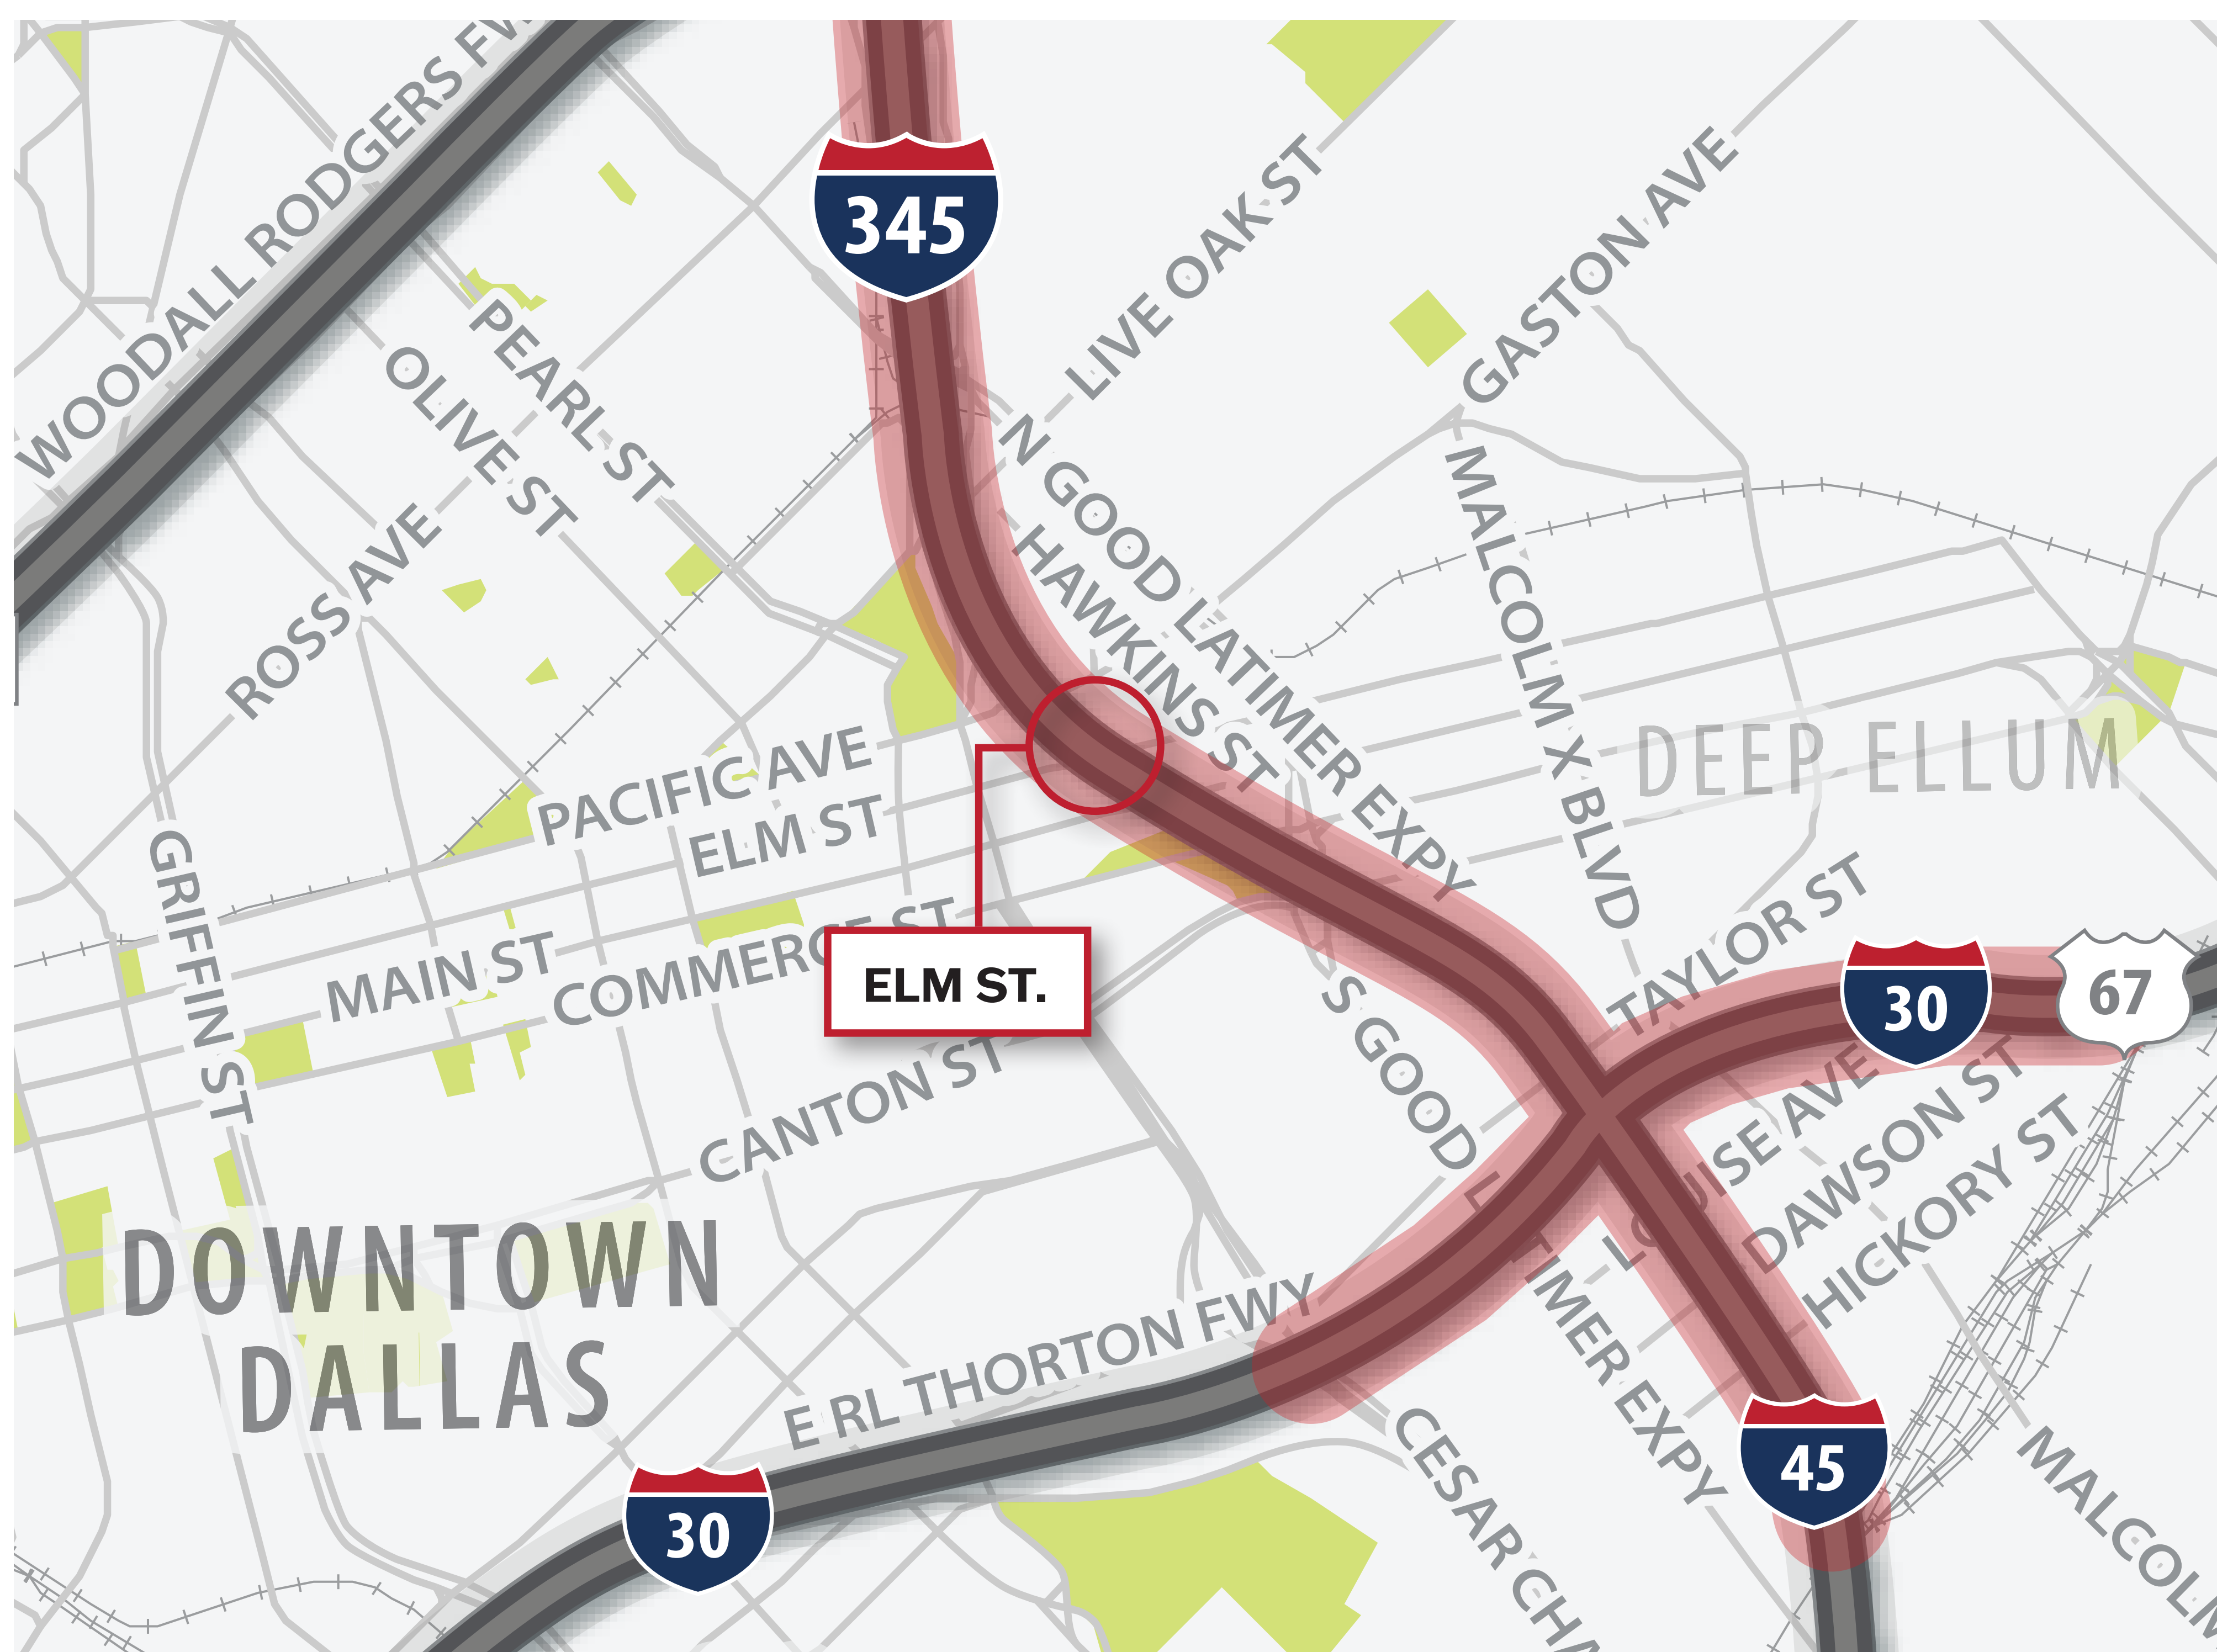 WOODALL RODGERS FW
345
LIVE OAK ST
GASTON AVE
PEARL ST
OLIVE ST
N GOOD LATIMER EXPY
HAWKINS ST
MALCOLM X BLVD
ROSS AVE
DEEP ELLUM
PACIFIC AVE
ELM ST
GRIFFIN ST
MAIN ST
COMMERCE ST
ELM ST.
TAYLOR ST
30
67
S GOOD LATIMER EXPY
CANTON ST
LOUISE AVE
DAWSON ST
HICKORY ST
DOWNTOWN
DALLAS
E RL THORTON FWY
45
30
CESAR CHA
MALCOLM